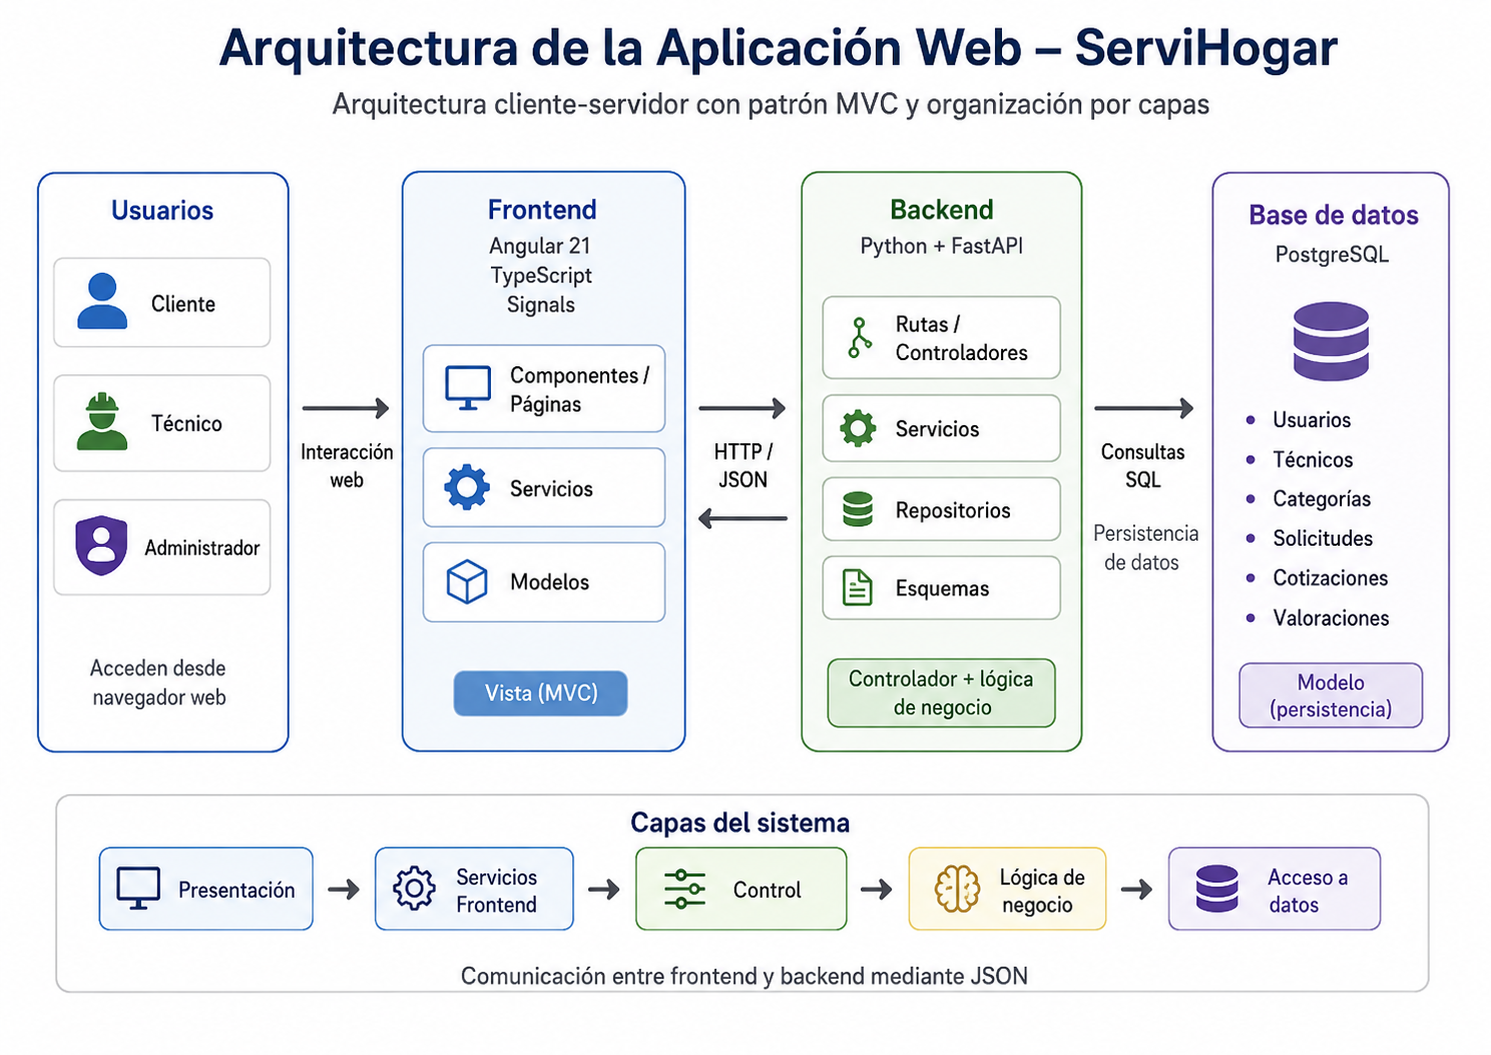 Arquitectura de la Aplicación Web – ServiHogar
Arquitectura cliente-servidor con patrón MVC y organización por capas
Usuarios
Cliente
Técnico
Administrador
Acceden desde
navegador web
Interacción
web
Frontend
Angular 21
TypeScript
Signals
Componentes /
Páginas
Servicios
Modelos
Vista (MVC)
HTTP /
JSON
Backend
Python + FastAPI
Rutas /
Controladores
Servicios
Repositorios
Esquemas
Controlador + lógica
de negocio
Consultas
SQL
Persistencia
de datos
Base de datos
PostgreSQL
• Usuarios
• Técnicos
• Categorías
• Solicitudes
• Cotizaciones
• Valoraciones
Modelo
(persistencia)
Capas del sistema
Presentación
Servicios
Frontend
Control
Lógica de
negocio
Acceso a
datos
Comunicación entre frontend y backend mediante JSON